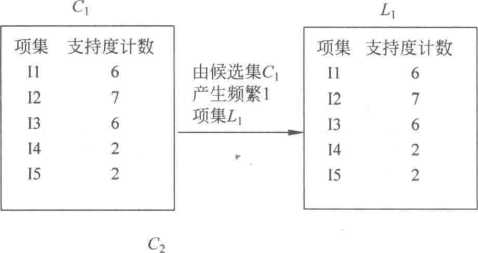 C₁
项集 支持度计数
I1 6
I2 7
I3 6
I4 2
I5 2
由候选集C₁
产生频繁1
项集L₁
L₁
项集 支持度计数
I1 6
I2 7
I3 6
I4 2
I5 2
C₂